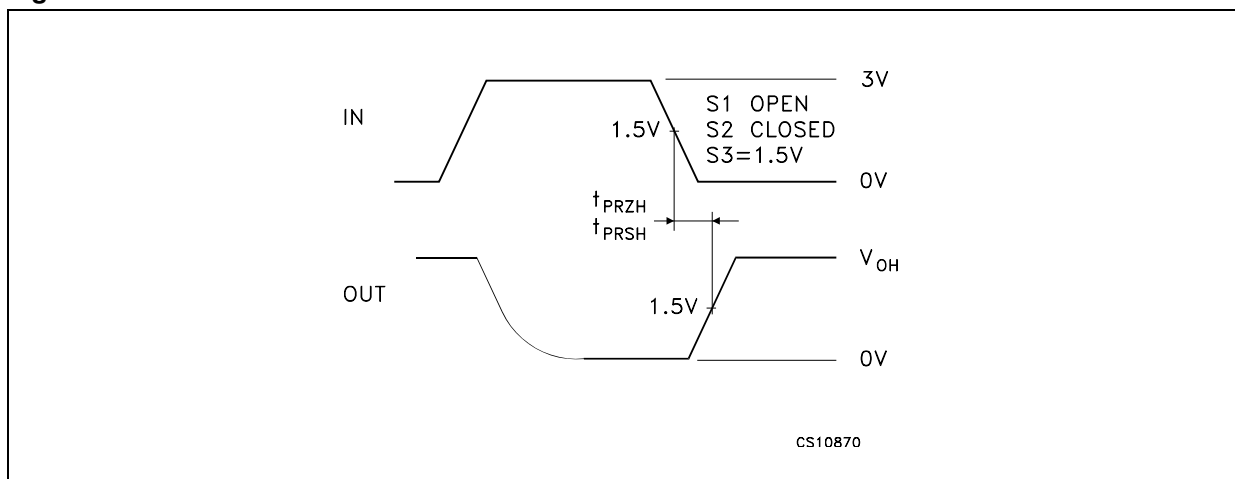 IN
3V
S1 OPEN
1.5V
S2 CLOSED
S3=1.5V
0V
tPRZH
tPRSH
VOH
OUT
1.5V
0V
CS10870